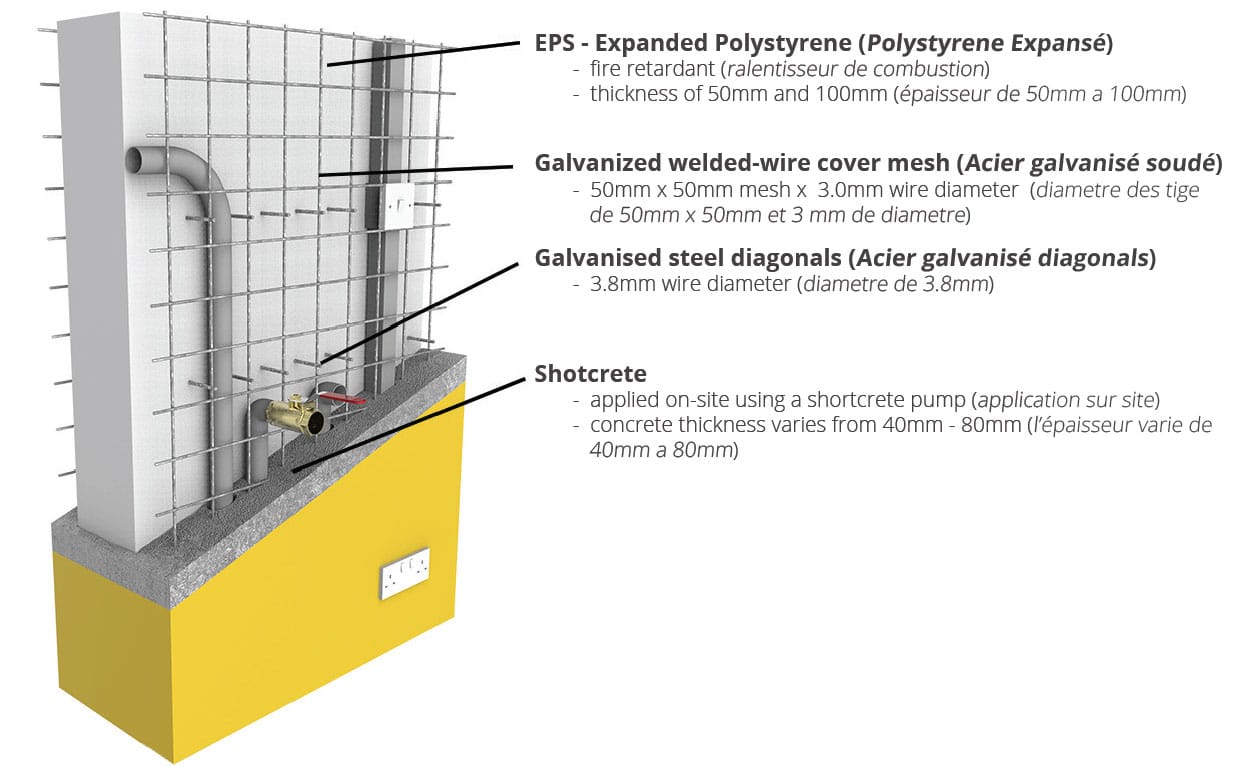 EPS - Expanded Polystyrene (Polystyrene Expansé)
- fire retardant (ralentisseur de combustion)
- thickness of 50mm and 100mm (épaisseur de 50mm a 100mm)
Galvanized welded-wire cover mesh (Acier galvanisé soudé)
- 50mm x 50mm mesh x 3.0mm wire diameter (diametre des tige
de 50mm x 50mm et 3 mm de diametre)
Galvanised steel diagonals (Acier galvanisé diagonals)
- 3.8mm wire diameter (diametre de 3.8mm)
Shotcrete
- applied on-site using a shortcrete pump (application sur site)
- concrete thickness varies from 40mm - 80mm (l’épaisseur varie de
40mm a 80mm)